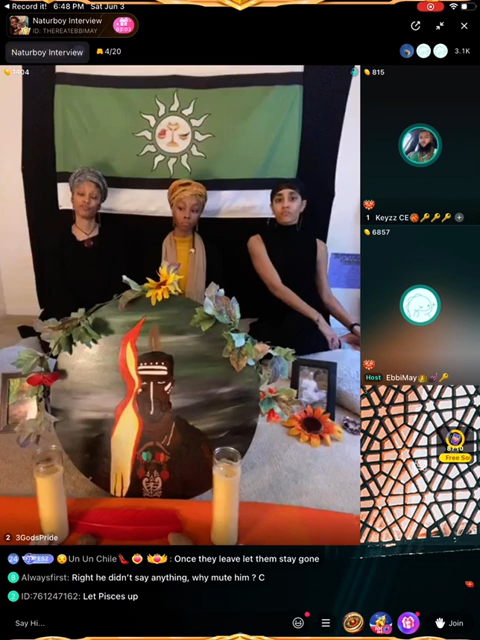 Record it! 6:48 PM Sat Jun 3
Naturboy Interview
ID: THEREA1EBBIMAY
Naturboy Interview
4/20
3.1K
815
1 Keyzz CE
6857
Host EbbiMay
Free
2 3GodsPride
Un Un Chile : Once they leave let them stay gone
Alwaysfirst: Right he didn't say anything, why mute him ? C
2 ID:761247162: Let Pisces up
Say Hi...
Join